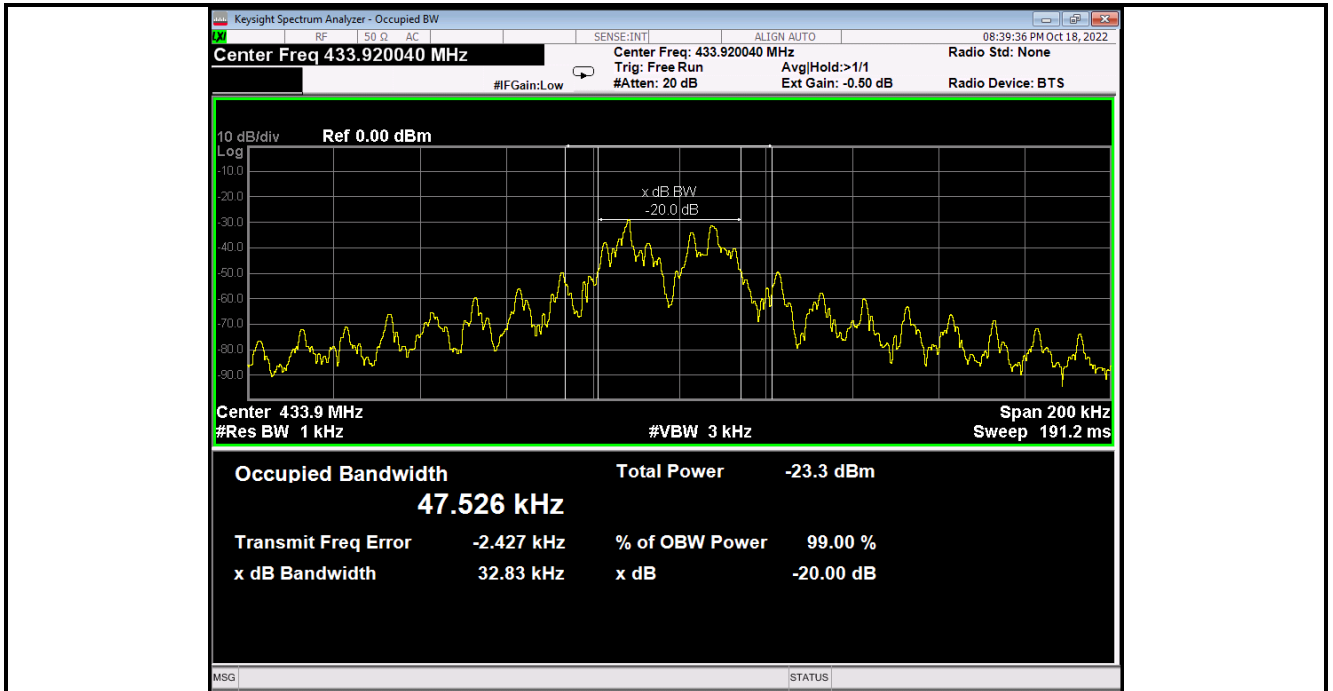 Keysight Spectrum Analyzer - Occupied BW
LXI RF 50 Ω AC SENSE:INT ALIGN AUTO 08:39:36 PM Oct 18, 2022
Center Freq 433.920040 MHz Center Freq: 433.920040 MHz Radio Std: None
Trig: Free Run Avg|Hold:>1/1
#IFGain:Low #Atten: 20 dB Ext Gain: -0.50 dB Radio Device: BTS
10 dB/div Ref 0.00 dBm
Log
-10.0
-20.0
-30.0
-40.0
-50.0
-60.0
-70.0
-80.0
-90.0
x dB BW
-20.0 dB
Center 433.9 MHz Span 200 kHz
#Res BW 1 kHz #VBW 3 kHz Sweep 191.2 ms
Occupied Bandwidth Total Power -23.3 dBm
47.526 kHz
Transmit Freq Error -2.427 kHz % of OBW Power 99.00 %
x dB Bandwidth 32.83 kHz x dB -20.00 dB
MSG STATUS